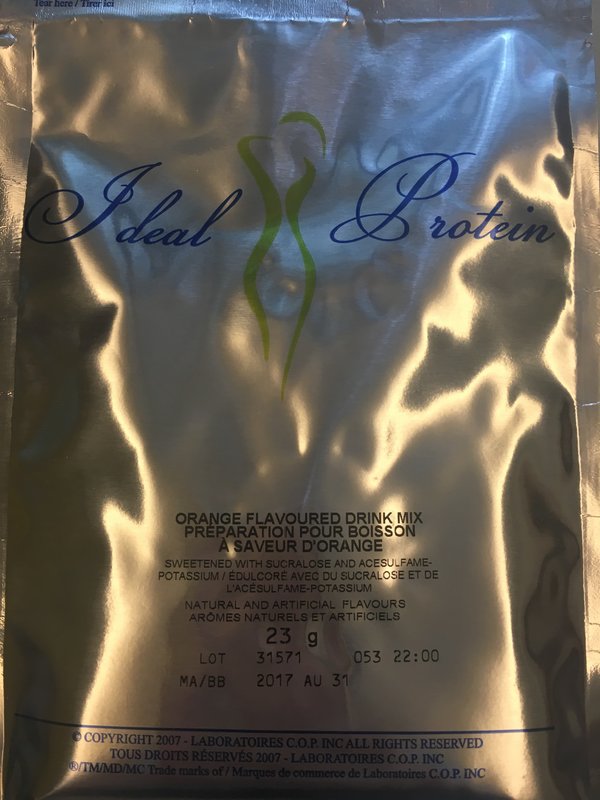 Tear here / Tirer ici
Ideal Protein
ORANGE FLAVOURED DRINK MIX
PRÉPARATION POUR BOISSON
À SAVEUR D'ORANGE
SWEETENED WITH SUCRALOSE AND ACESULFAME-
POTASSIUM / ÉDULCORÉ AVEC DU SUCRALOSE ET DE
L'ACÉSULFAME-POTASSIUM
NATURAL AND ARTIFICIAL FLAVOURS
ARÔMES NATURELS ET ARTIFICIELS
23 g
LOT 31571 053 22:00
MA/BB 2017 AU 31
© COPYRIGHT 2007 - LABORATOIRES C.O.P. INC ALL RIGHTS RESERVED
TOUS DROITS RÉSERVÉS 2007 - LABORATOIRES C.O.P. INC
®/TM/MD/MC Trade marks of / Marques de commerce de Laboratoires C.O.P. INC